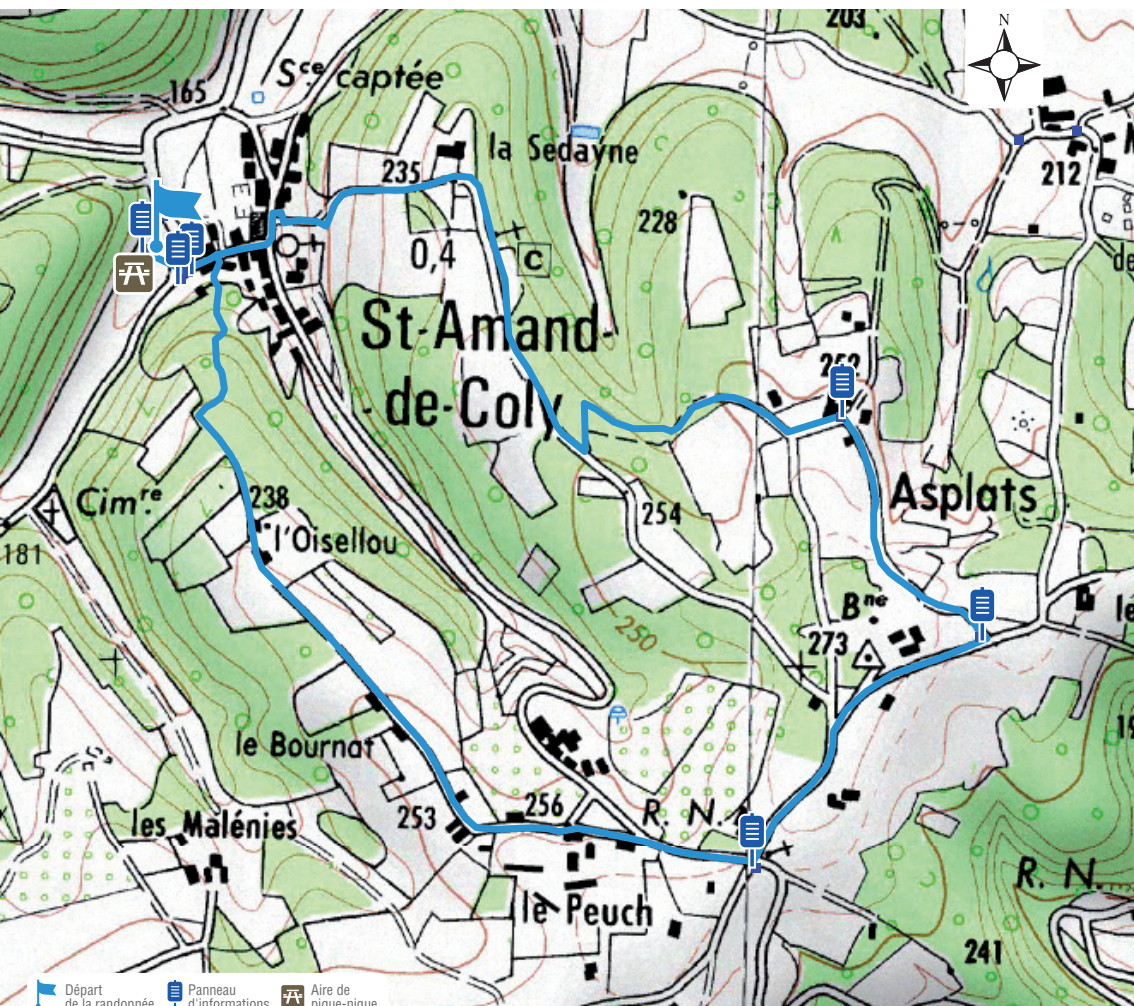 203
N
165
Sce captée
235
la Sedayne
212
228
0,4
C
St-Amand-
de-Coly
Cimre
181
238
l'Oisellou
254
Asplats
Bne
273
250
le Bournat
253
256
R. N.
les Malénies
le Peuch
R. N.
241
Départ
de la randonnée
Panneau
d'informations
Aire de
pique-nique